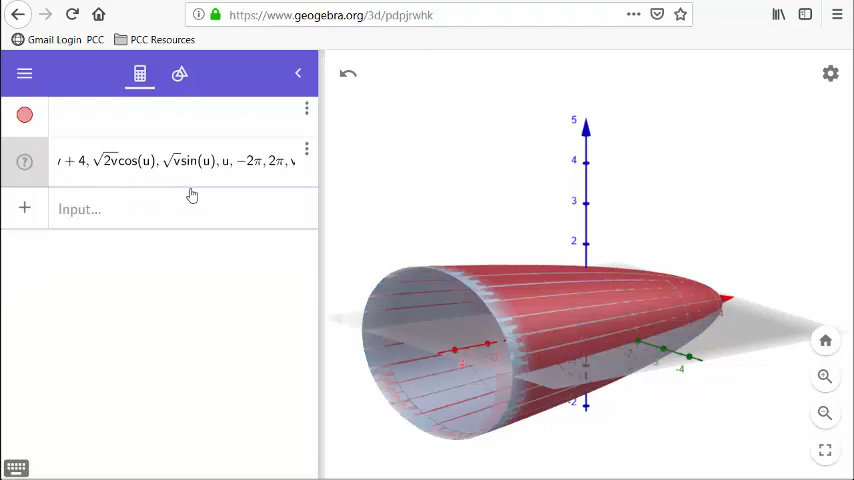 https://www.geogebra.org/3d/pdpjrwhk
Gmail Login PCC
PCC Resources
+ 4, √2vcos(u), √vsin(u), u, −2π, 2π,
Input...
5
4
3
2
-4